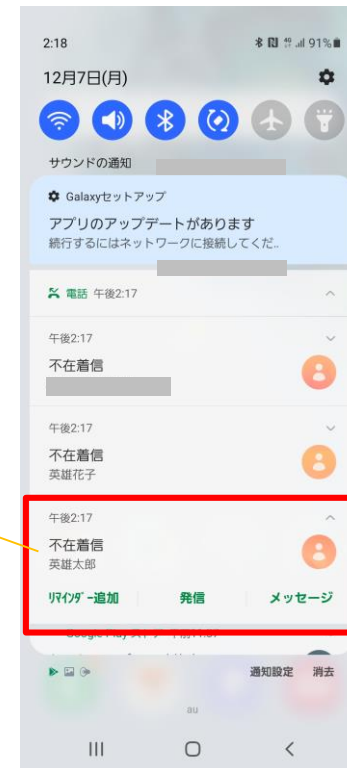 2:18
91%
12月7日(月)
サウンドの通知
Galaxyセットアップ
アプリのアップデートがあります
続行するにはネットワークに接続してくだ..
電話 午後2:17
午後2:17
不在着信
午後2:17
不在着信
英雄花子
午後2:17
不在着信
英雄太郎
ﾘﾏｲﾝﾀﾞｰ追加 発信 メッセージ
通知設定 消去
au